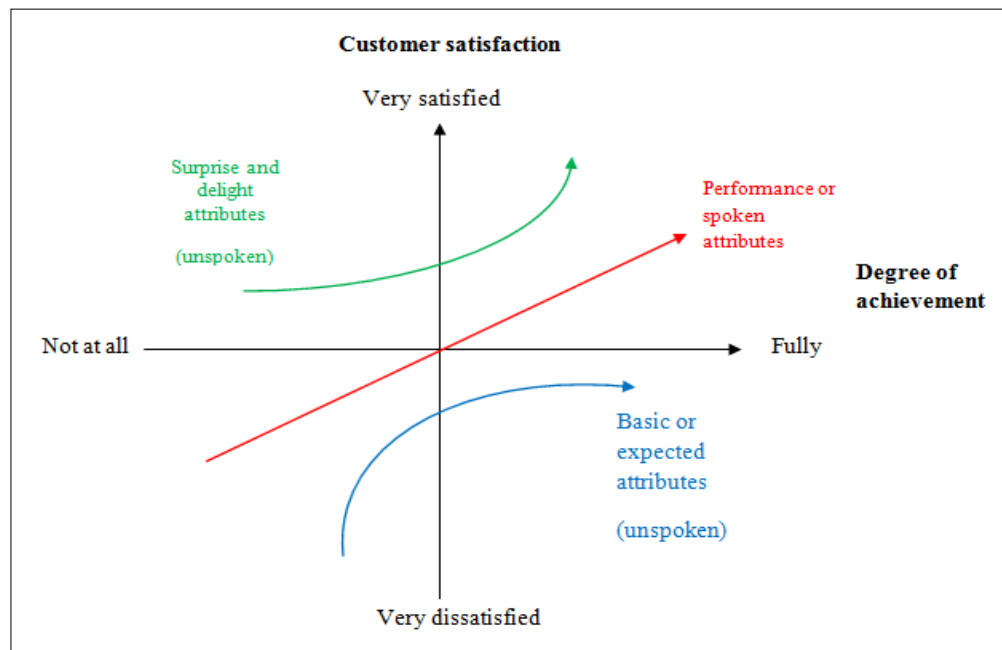 Customer satisfaction
Very satisfied
Surprise and
delight
attributes
(unspoken)
Performance or
spoken
attributes
Degree of
achievement
Not at all
Fully
Basic or
expected
attributes
(unspoken)
Very dissatisfied